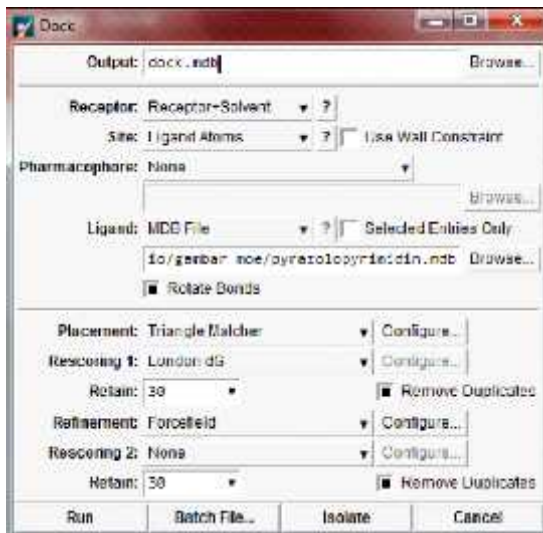 Dock
Output: dock.mdb Browse...
Receptor: Receptor+Solvent ?
Site: Ligand Atoms ? Use Wall Constraint
Pharmacophore: None
Browse...
Ligand: MDB File ? Selected Entries Only
io/gambar moe/pyrazolopyrimidin.mdb Browse...
Rotate Bonds
Placement: Triangle Matcher Configure...
Rescoring 1: London dG Configure...
Retain: 30 Remove Duplicates
Refinement: Forcefield Configure...
Rescoring 2: None Configure...
Retain: 30 Remove Duplicates
Run Batch File... Isolate Cancel